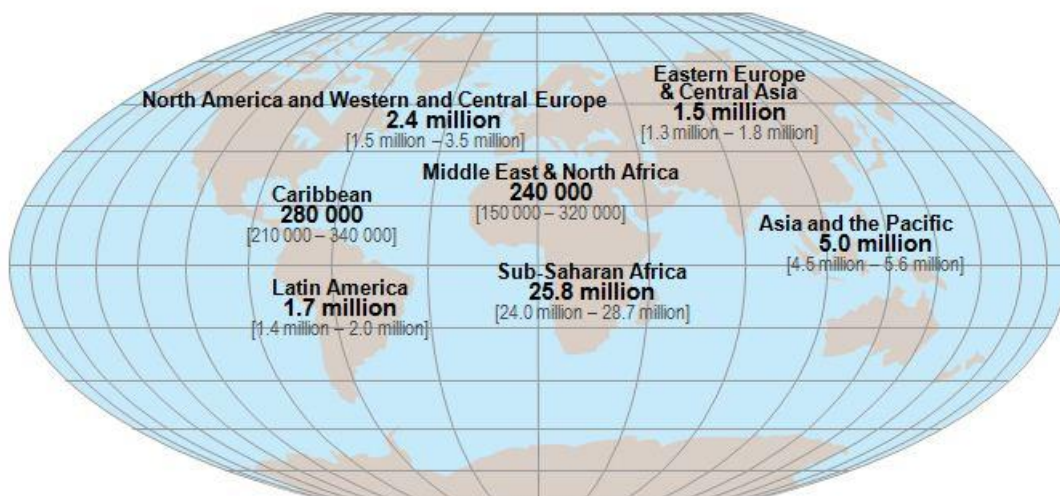 Eastern Europe
& Central Asia
1.5 million
[1.3 million – 1.8 million]
North America and Western and Central Europe
2.4 million
[1.5 million – 3.5 million]
Middle East & North Africa
240 000
[150 000 – 320 000]
Caribbean
280 000
[210 000 – 340 000]
Asia and the Pacific
5.0 million
[4.5 million – 5.6 million]
Sub-Saharan Africa
25.8 million
[24.0 million – 28.7 million]
Latin America
1.7 million
[1.4 million – 2.0 million]